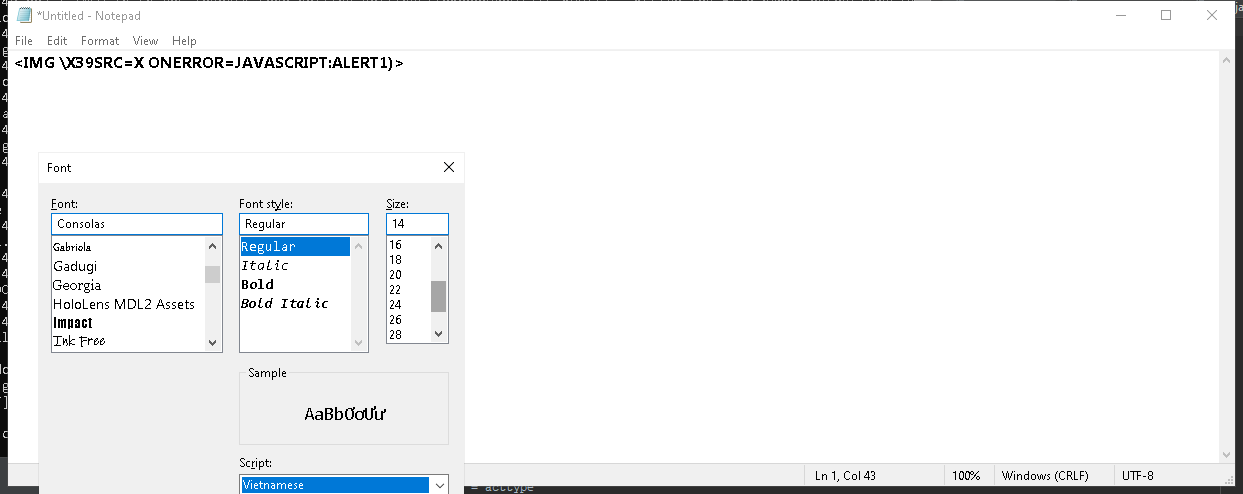 *Untitled - Notepad
File Edit Format View Help
<IMG \X39SRC=X ONERROR=JAVASCRIPT:ALERT1)>
Font
Font: Font style: Size:
Consolas Regular 14
Gabriola Regular 16
Gadugi Italic 18
Georgia Bold 20
HoloLens MDL2 Assets Bold Italic 22
Impact 24
Ink Free 26
28
Sample
AaBbƠơƯư
Script:
Vietnamese
Ln 1, Col 43 100% Windows (CRLF) UTF-8
= acctype